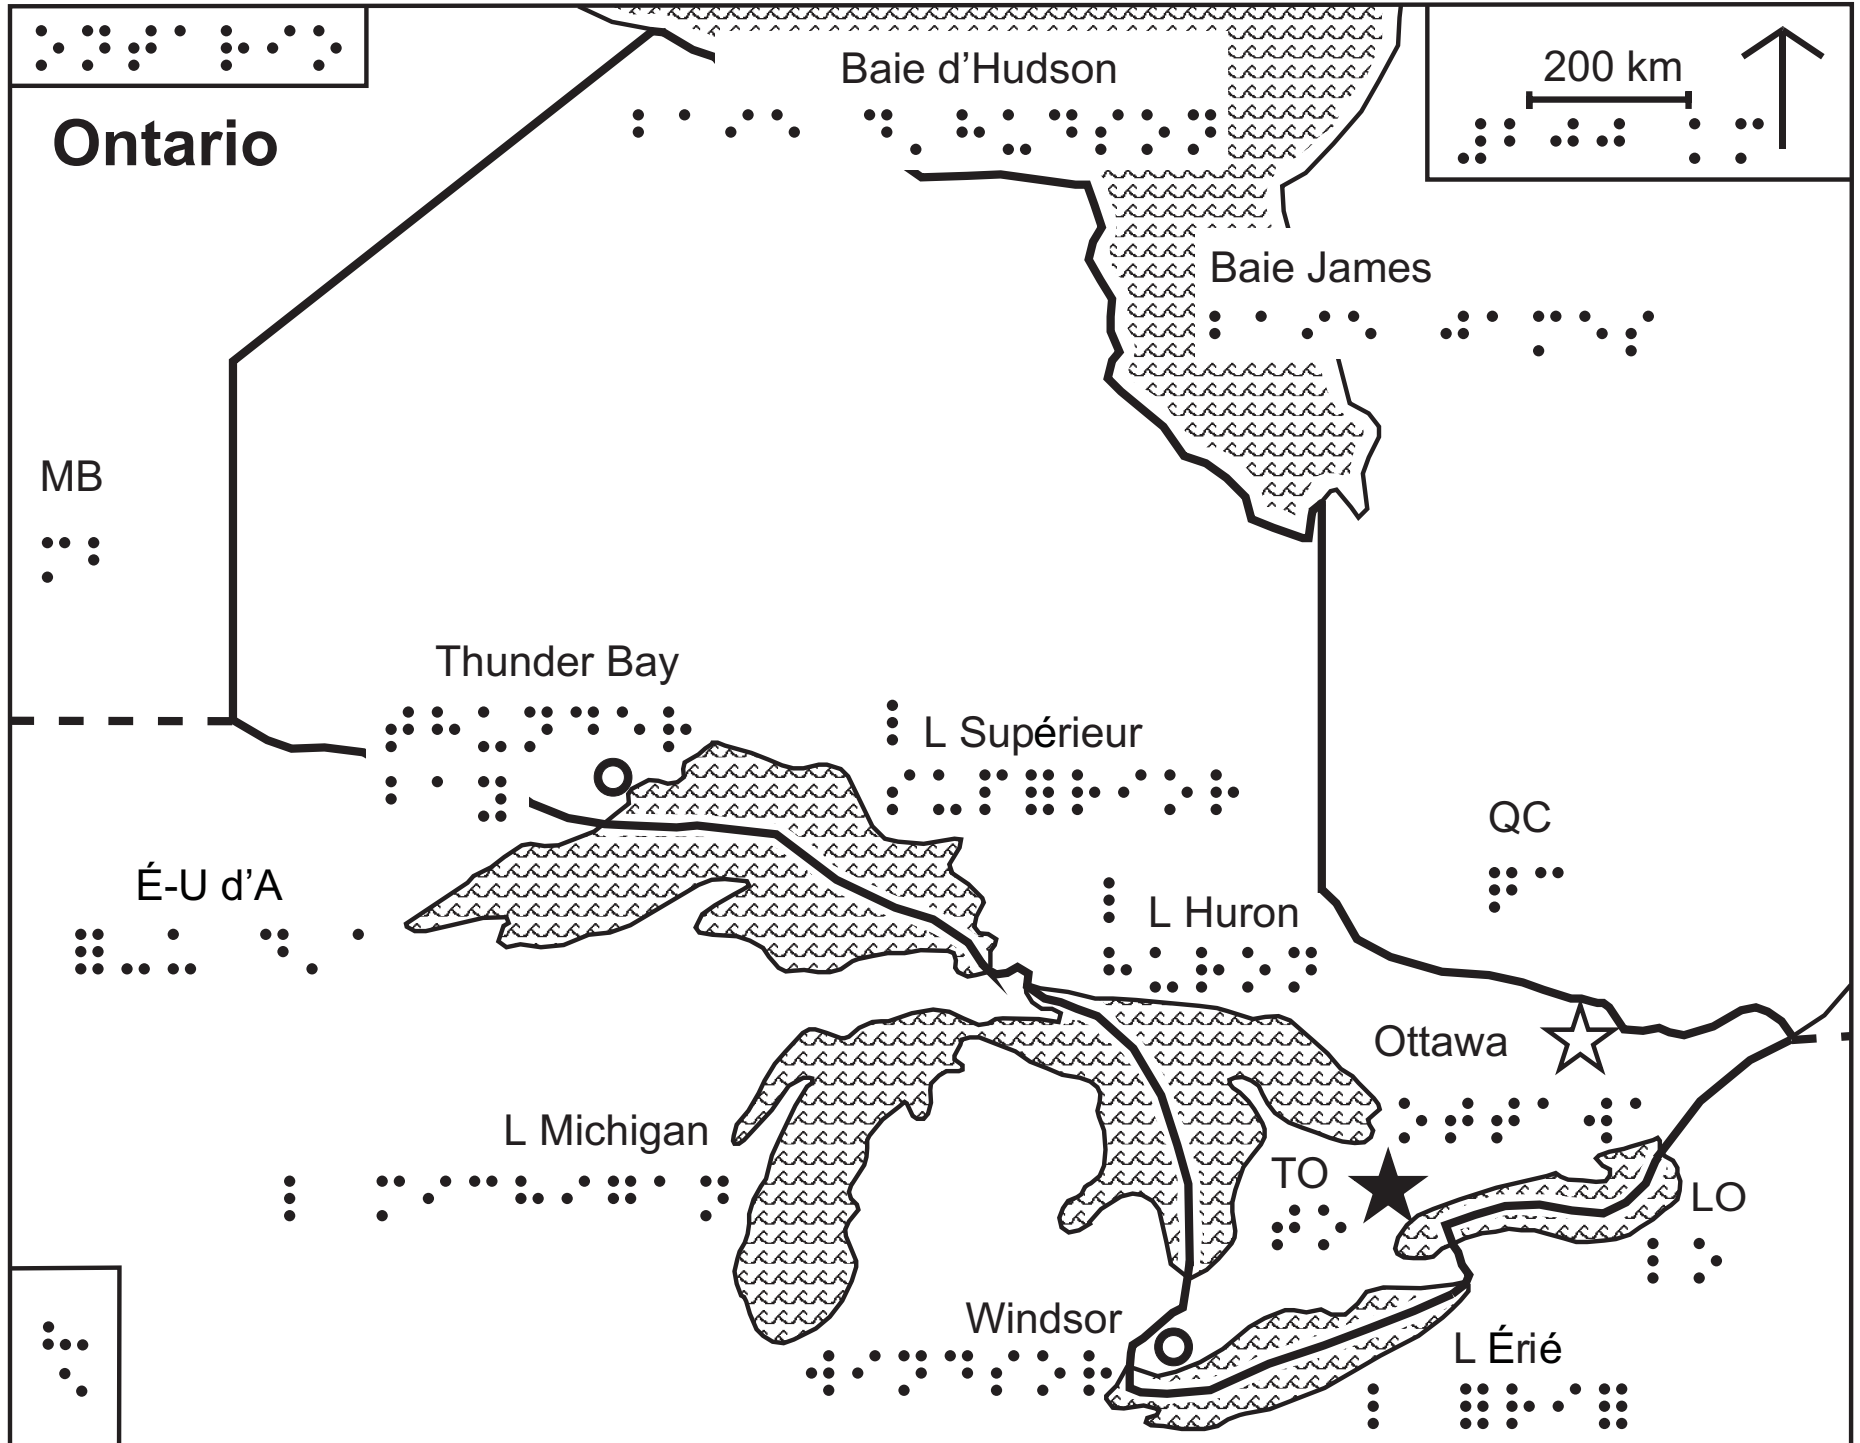 Ontario
Baie d’Hudson
200 km
Baie James
MB
Thunder Bay
L Supérieur
QC
É-U d’A
L Huron
Ottawa
L Michigan
TO
LO
Windsor
L Érié